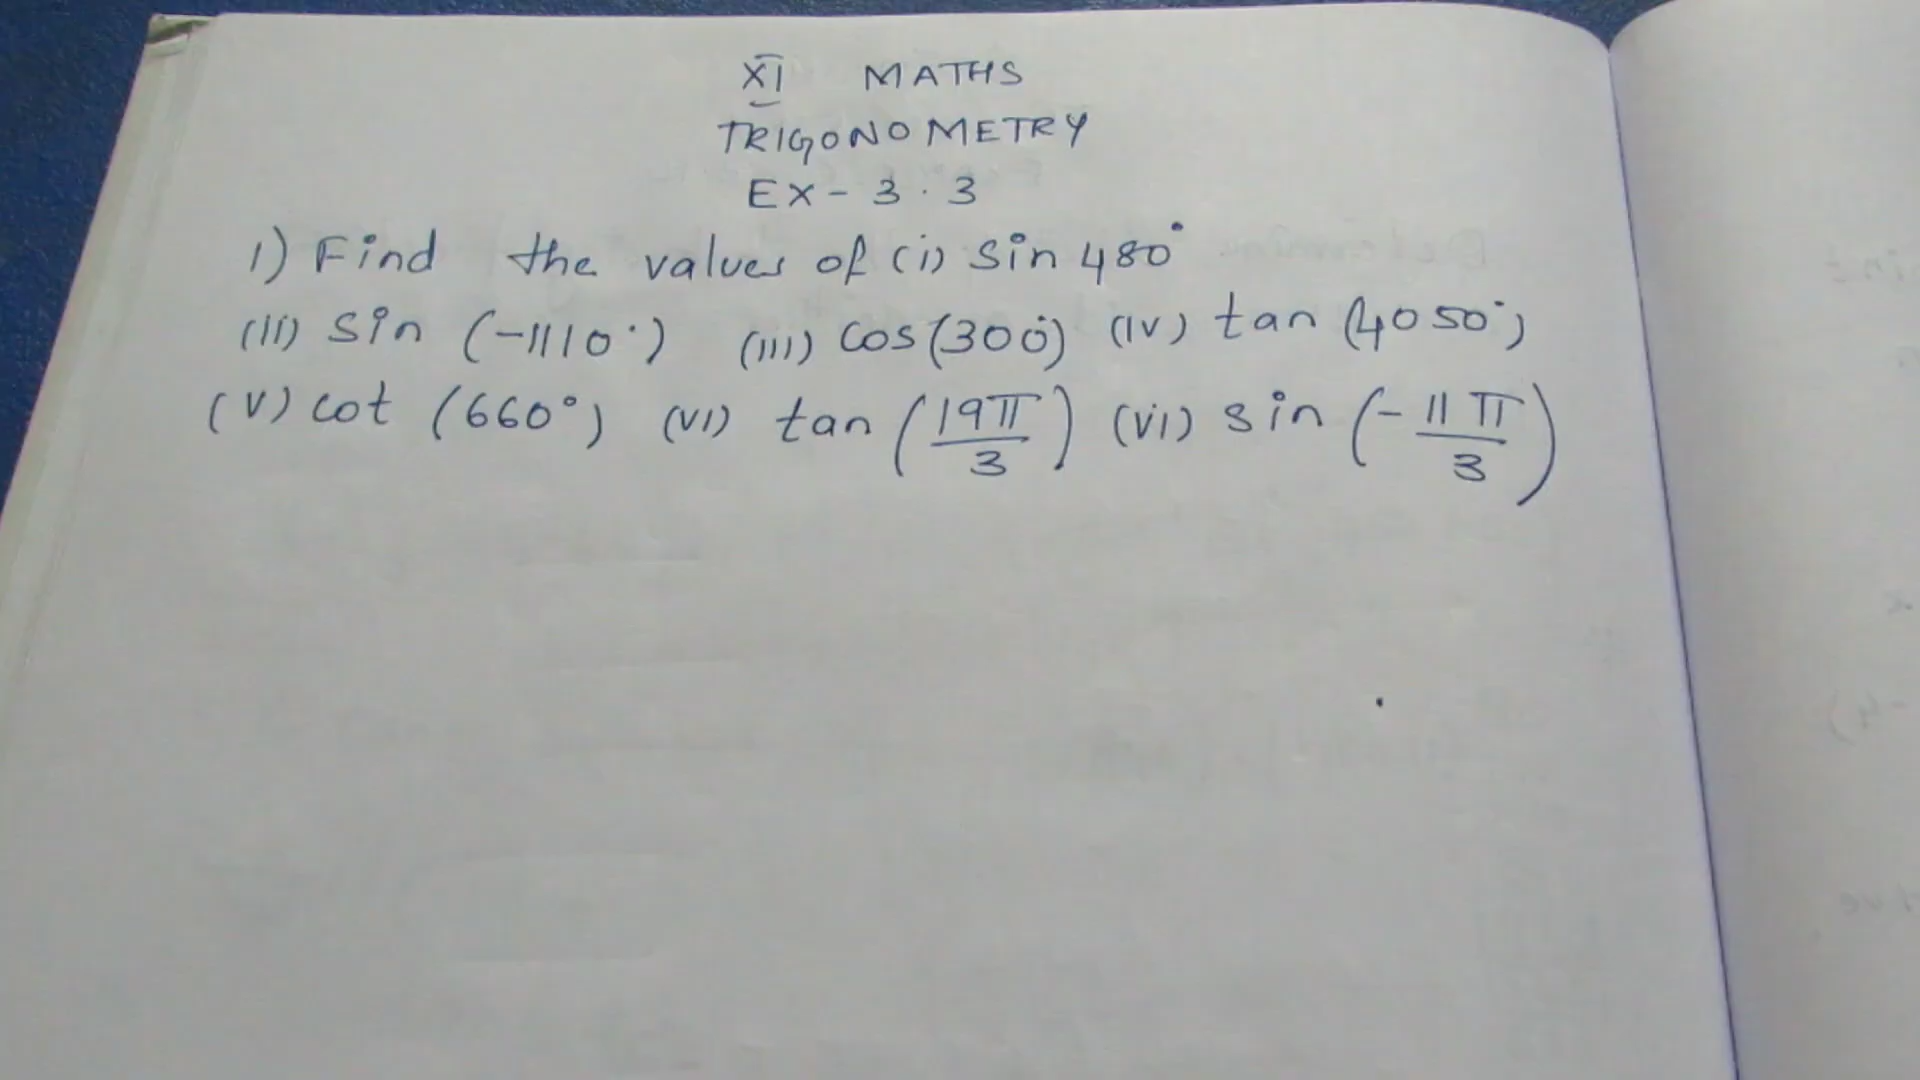 XI MATHS
TRIGONOMETRY
EX - 3.3
1) Find the values of (i) sin 480°
(ii) sin (-1110°) (iii) cos(300°) (iv) tan (4050°)
(v) cot (660°) (vi) tan (19π/3) (vii) sin (-11π/3)